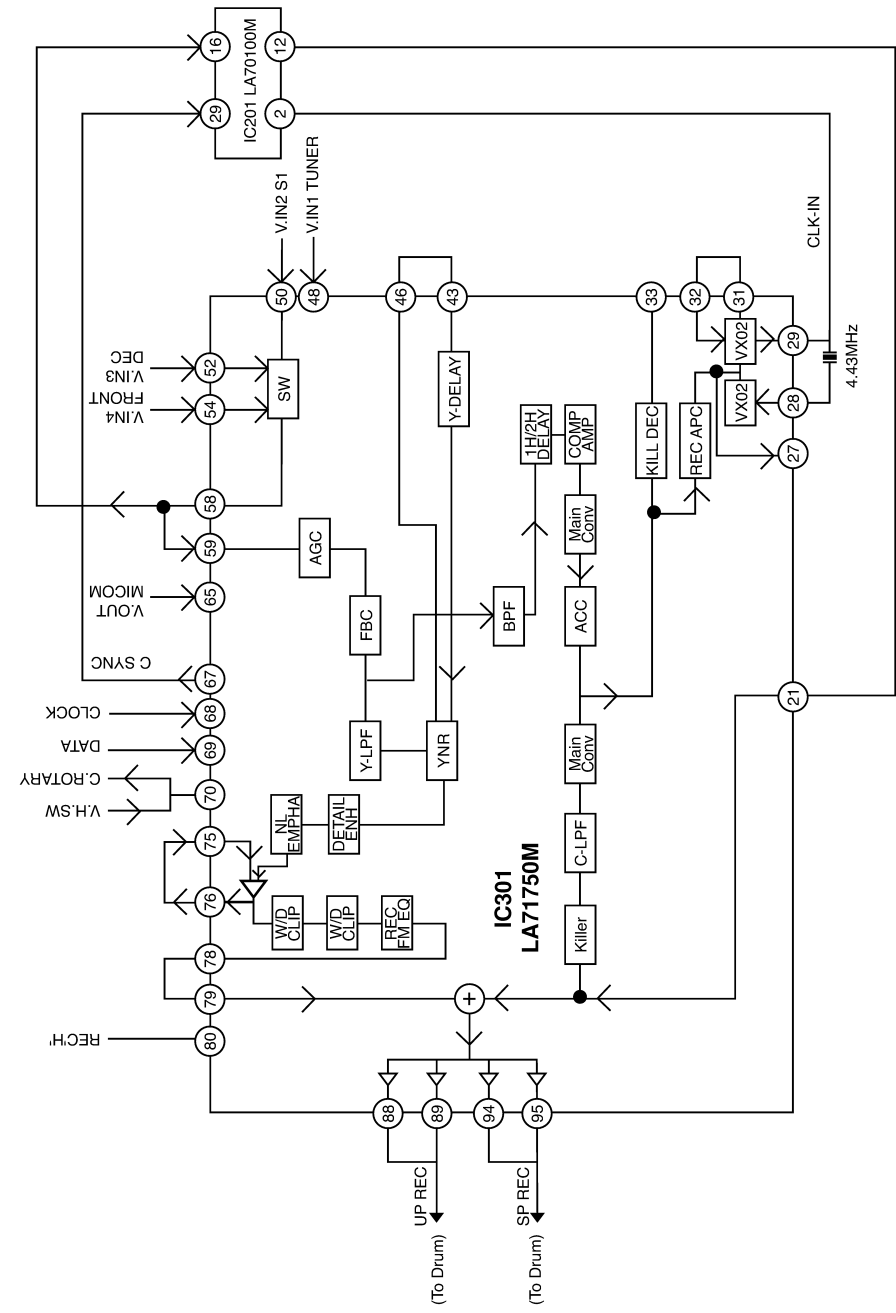 16
12
29
2
IC201 LA70100M
V.IN2 S1
V.IN1 TUNER
50
48
46
43
33
32
31
CLK-IN
4.43MHz
V.IN3
DEC
V.IN4
FRONT
52
54
58
59
V.OUT
MICOM
65
C SYNC
67
CLOCK
68
DATA
69
C.ROTARY
V.H.SW
70
75
76
78
79
REC'H'
80
SW
AGC
FBC
Y-LPF
YNR
Y-DELAY
NL
EMPHA
DETAIL
ENH
W/D
CLIP
W/D
CLIP
REC
FM EQ
BPF
1H/2H
DELAY
COMP
AMP
Main
Conv
ACC
Main
Conv
C-LPF
Killer
KILL DEC
REC APC
VX02
VX02
29
28
27
21
IC301
LA71750M
+
88
89
94
95
UP REC
(To Drum)
SP REC
(To Drum)